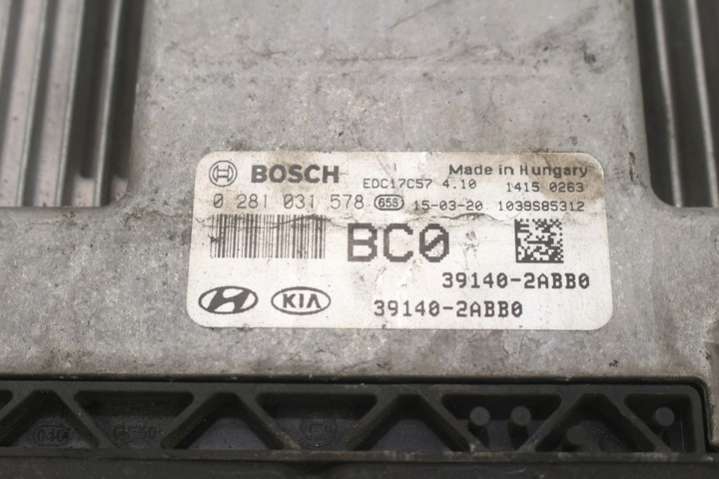 BOSCH Made in Hungary
EDC17C57 4.10 1415 0263
0 281 031 578 655 15-03-20 1039S85312
BC0
39140-2ABB0
KIA 39140-2ABB0